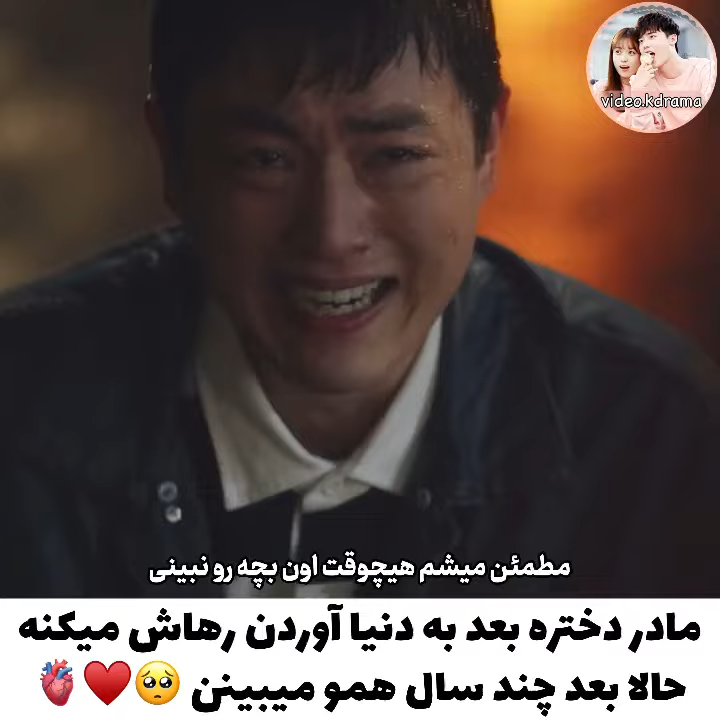 video.kdrama
مطمئن میشم هیچوقت اون بچه رو نبینی
مادر دختره بعد به دنیا آوردن رهاش میکنه
حالا بعد چند سال همو میبینن 🥺♥️🫀